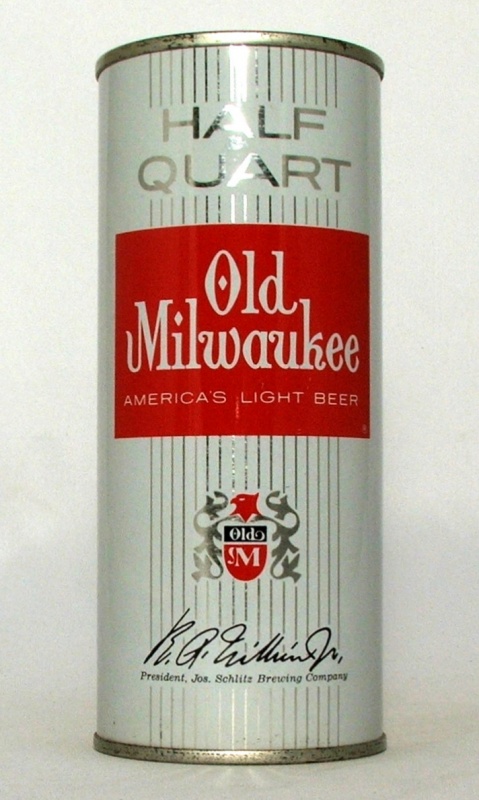 HALF
QUART
Old
Milwaukee
AMERICA'S LIGHT BEER
®
Old
M
President, Jos. Schlitz Brewing Company